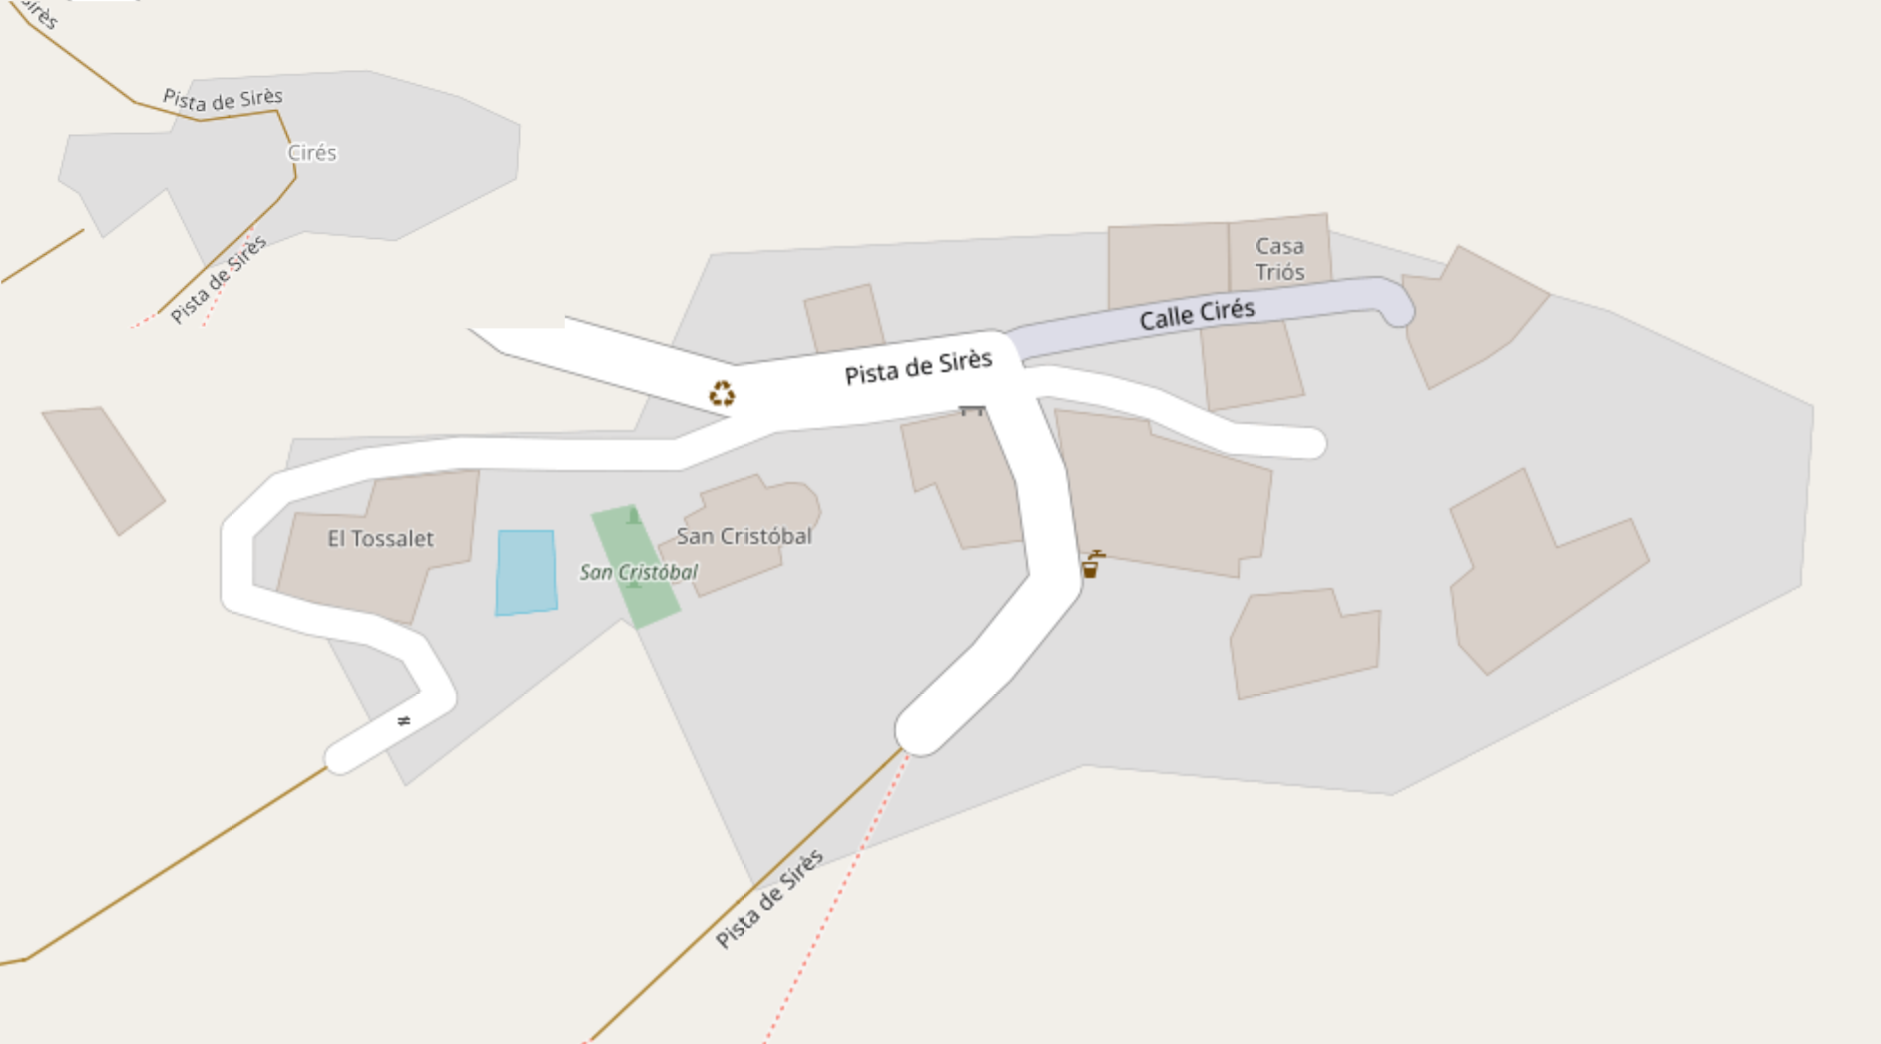 Pista de Sirès
Cirés
Pista de Sirès
Casa
Triós
Calle Cirés
Pista de Sirès
El Tossalet
San Cristóbal
San Cristóbal
Pista de Sirès